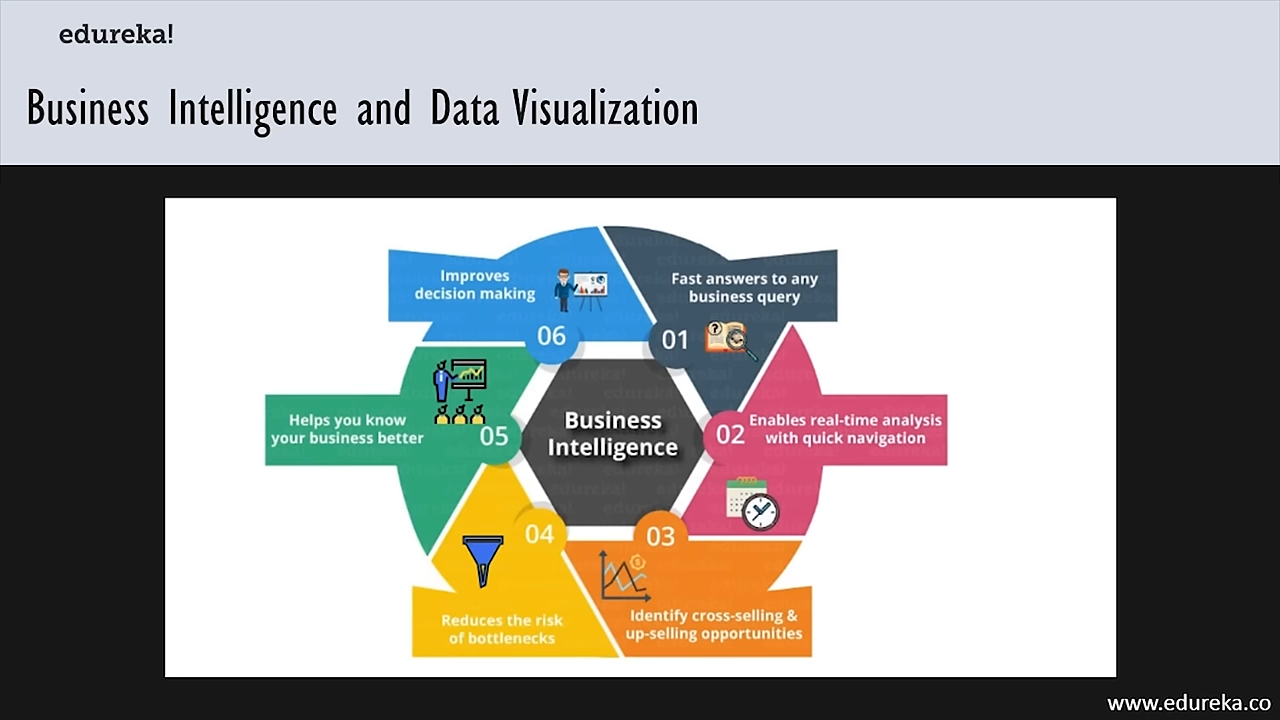 edureka!
Business Intelligence and Data Visualization
Improves
decision making
06
Fast answers to any
business query
01
Helps you know
your business better
05
Business
Intelligence
02
Enables real-time analysis
with quick navigation
04
Reduces the risk
of bottlenecks
03
Identify cross-selling &
up-selling opportunities
www.edureka.co